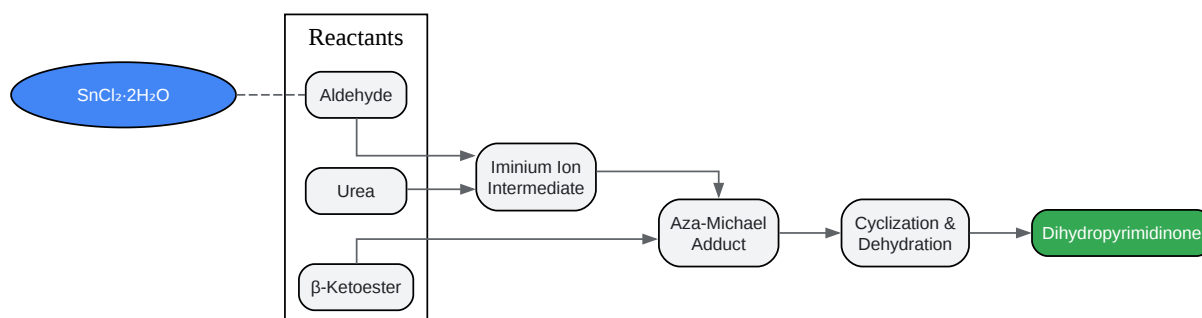 Reactants
SnCl₂·2H₂O
Aldehyde
Urea
β-Ketoester
Iminium Ion
Intermediate
Aza-Michael
Adduct
Cyclization &
Dehydration
Dihydropyrimidinone